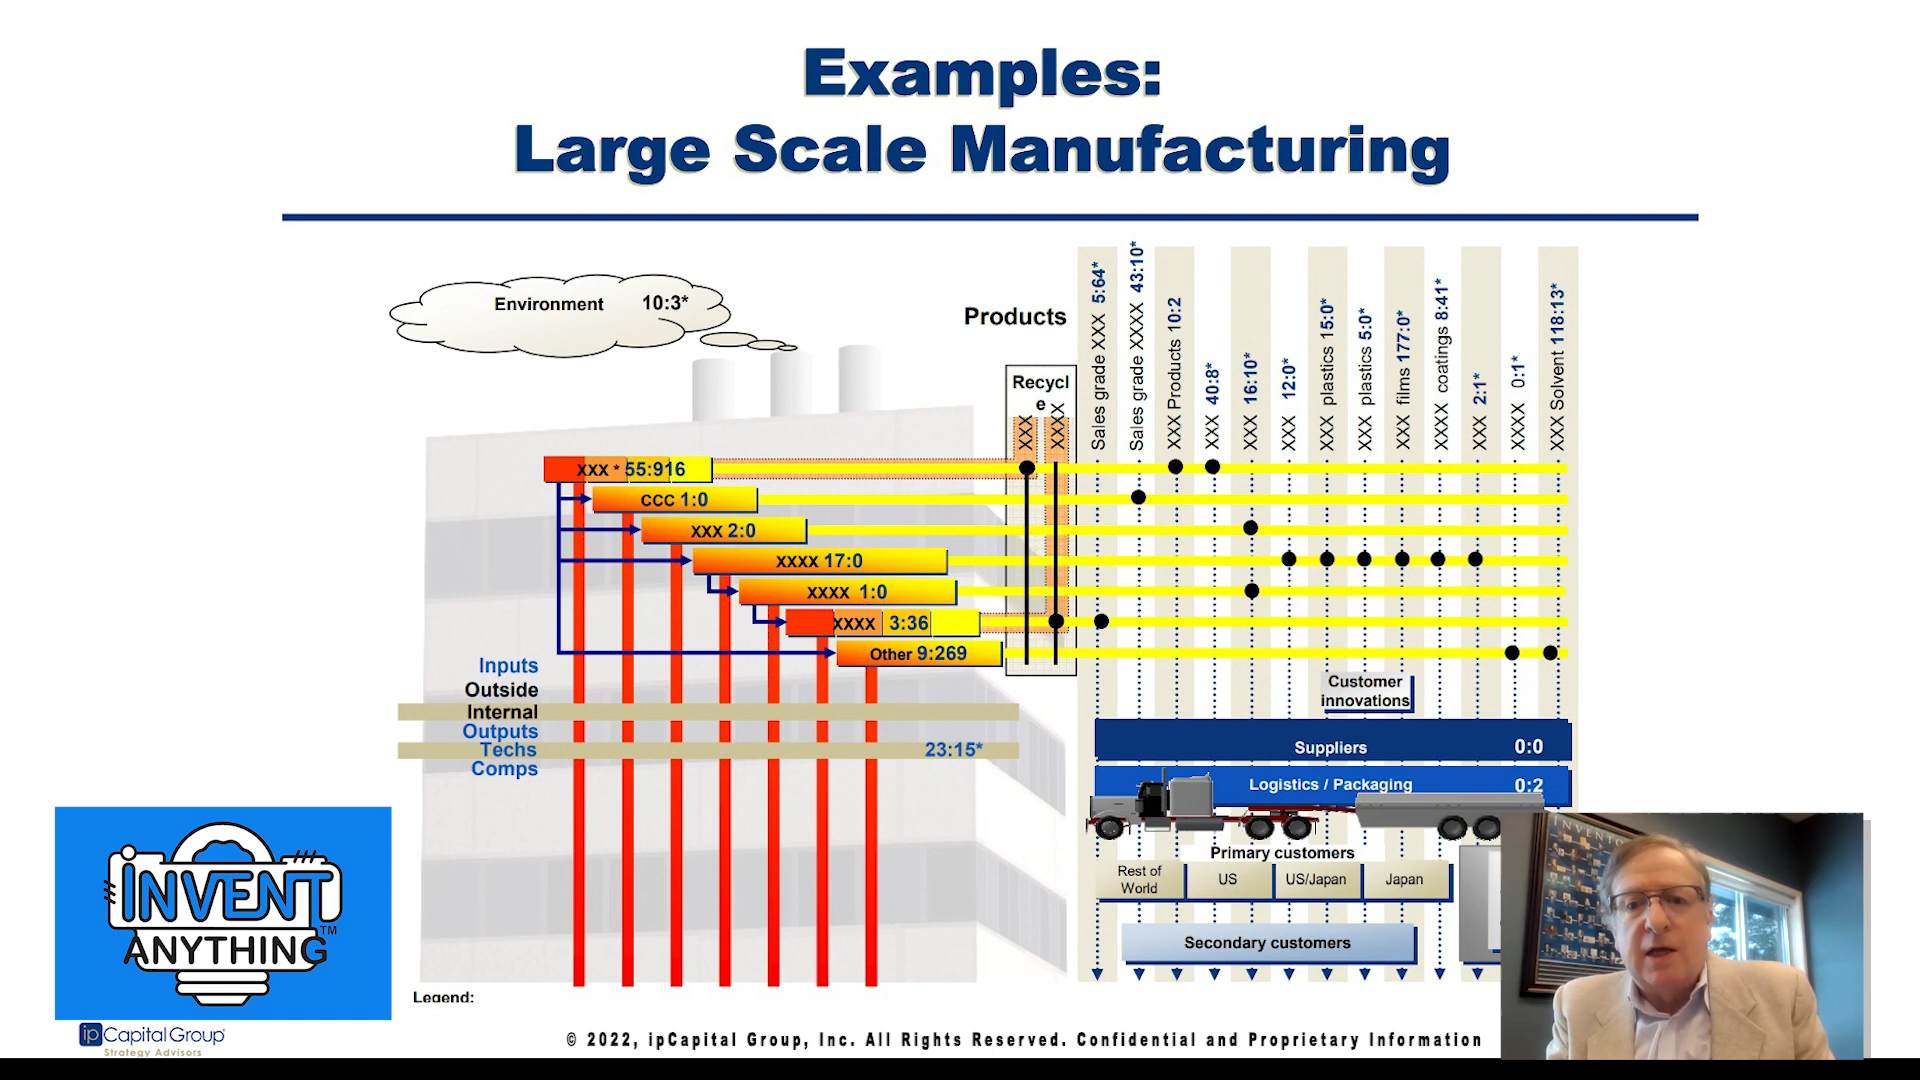 Examples:
Large Scale Manufacturing
Environment 10:3*
Products
Recycl
e
XXX
XXXX
Sales grade XXX 5:64*
Sales grade XXXX 43:10*
XXX Products 10:2
XXX 40:8*
XXX 16:10*
XXX 12:0*
XXX plastics 15:0*
XX plastics 5:0*
XXX films 177:0*
XXXX coatings 8:41*
XXX 2:1*
XXXX 0:1*
XXX Solvent 118:13*
XXX * 55:916
CCC 1:0
XXX 2:0
XXXX 17:0
XXXX 1:0
XXXX 3:36
Other 9:269
Inputs
Outside
Internal
Outputs
Techs 23:15*
Comps
Customer
innovations
Suppliers 0:0
Logistics / Packaging 0:2
Primary customers
Rest of
World
US
US/Japan
Japan
Secondary customers
Legend:
INVENT
ANYTHING™
ipCapital Group
Strategy Advisors
© 2022, ipCapital Group, Inc. All Rights Reserved. Confidential and Proprietary Information
INVENTO